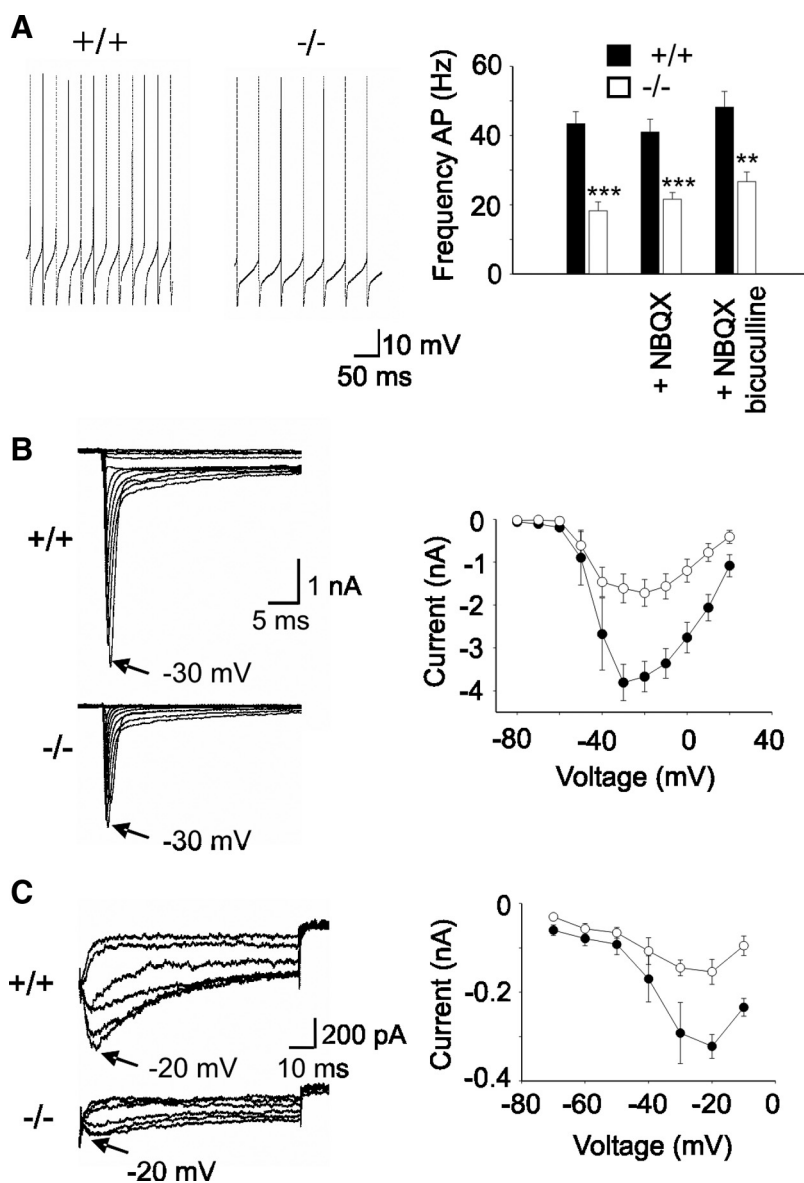 A
+/+
-/-
10 mV
50 ms
Frequency AP (Hz)
60
40
20
0
+/+
-/-
***
***
**
+ NBQX
+ NBQX
bicuculline
B
+/+
1 nA
5 ms
-30 mV
-/-
-30 mV
Current (nA)
0
-1
-2
-3
-4
-80
-40
0
40
Voltage (mV)
C
+/+
200 pA
10 ms
-20 mV
-/-
-20 mV
Current (nA)
0
-0.2
-0.4
-80
-60
-40
-20
0
Voltage (mV)